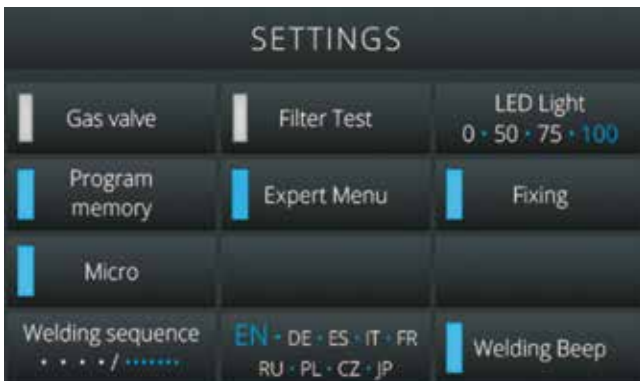 SETTINGS
Gas valve
Filter Test
LED Light
0 · 50 · 75 · 100
Program
memory
Expert Menu
Fixing
Micro
Welding sequence
· · · · / ·······
EN · DE · ES · IT · FR
RU · PL · CZ · JP
Welding Beep